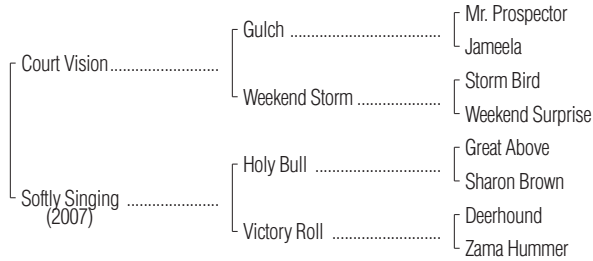 Mr. Prospector
Gulch ................................
Jameela
Court Vision.......................
Storm Bird
Weekend Storm ..................
Weekend Surprise
Great Above
Holy Bull ...........................
Sharon Brown
Softly Singing ...................
(2007)
Deerhound
Victory Roll .......................
Zama Hummer